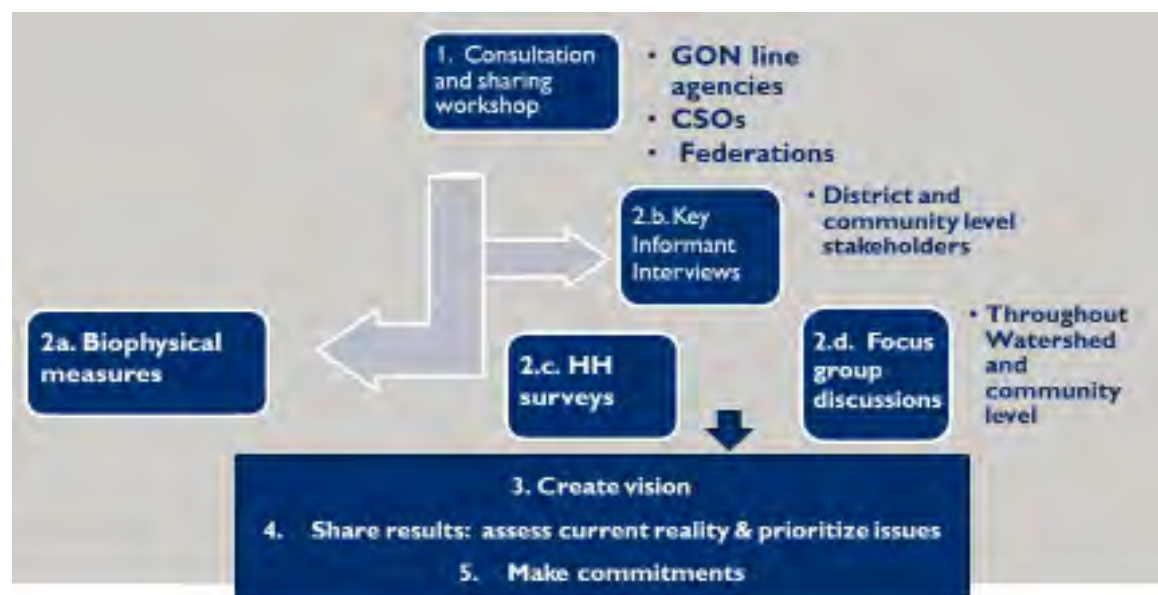 1. Consultation
and sharing
workshop
• GON line
agencies
• CSOs
• Federations
2.b. Key
Informant
Interviews
• District and
community level
stakeholders
2a. Biophysical
measures
2.c. HH
surveys
2.d. Focus
group
discussions
• Throughout
Watershed
and
community
level
3. Create vision
4. Share results: assess current reality & prioritize issues
5. Make commitments